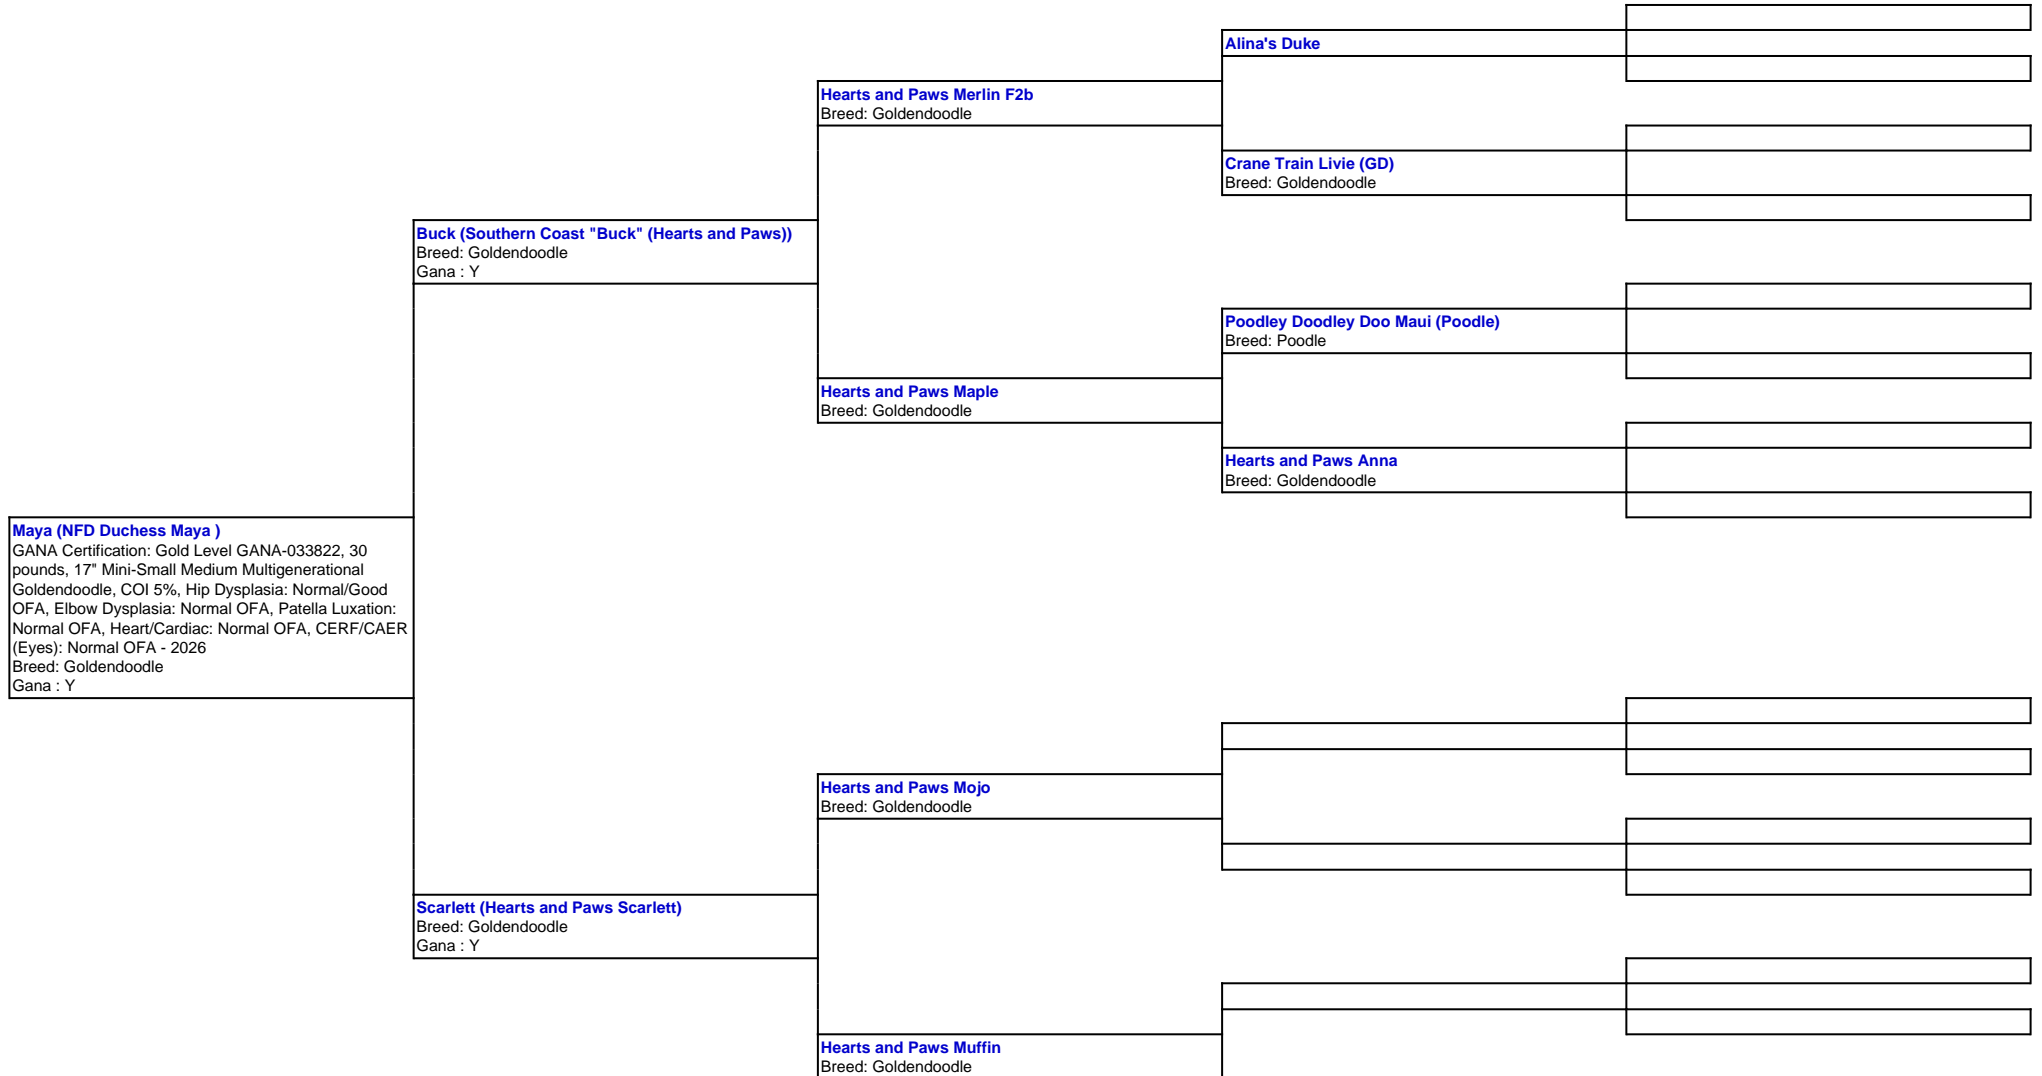 Alina's Duke
Hearts and Paws Merlin F2b
Breed: Goldendoodle
Crane Train Livie (GD)
Breed: Goldendoodle
Buck (Southern Coast "Buck" (Hearts and Paws))
Breed: Goldendoodle
Gana : Y
Poodley Doodley Doo Maui (Poodle)
Breed: Poodle
Hearts and Paws Maple
Breed: Goldendoodle
Hearts and Paws Anna
Breed: Goldendoodle
Maya (NFD Duchess Maya )
GANA Certification: Gold Level GANA-033822, 30
pounds, 17" Mini-Small Medium Multigenerational
Goldendoodle, COI 5%, Hip Dysplasia: Normal/Good
OFA, Elbow Dysplasia: Normal OFA, Patella Luxation:
Normal OFA, Heart/Cardiac: Normal OFA, CERF/CAER
(Eyes): Normal OFA - 2026
Breed: Goldendoodle
Gana : Y
Hearts and Paws Mojo
Breed: Goldendoodle
Scarlett (Hearts and Paws Scarlett)
Breed: Goldendoodle
Gana : Y
Hearts and Paws Muffin
Breed: Goldendoodle